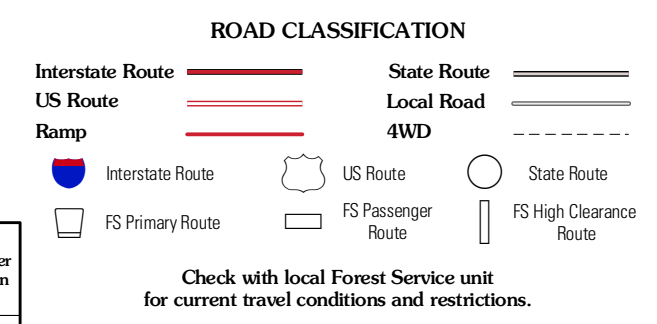 ROAD CLASSIFICATION
Interstate Route
State Route
US Route
Local Road
Ramp
4WD
Interstate Route
US Route
State Route
FS Primary Route
FS Passenger
Route
FS High Clearance
Route
Check with local Forest Service unit
for current travel conditions and restrictions.